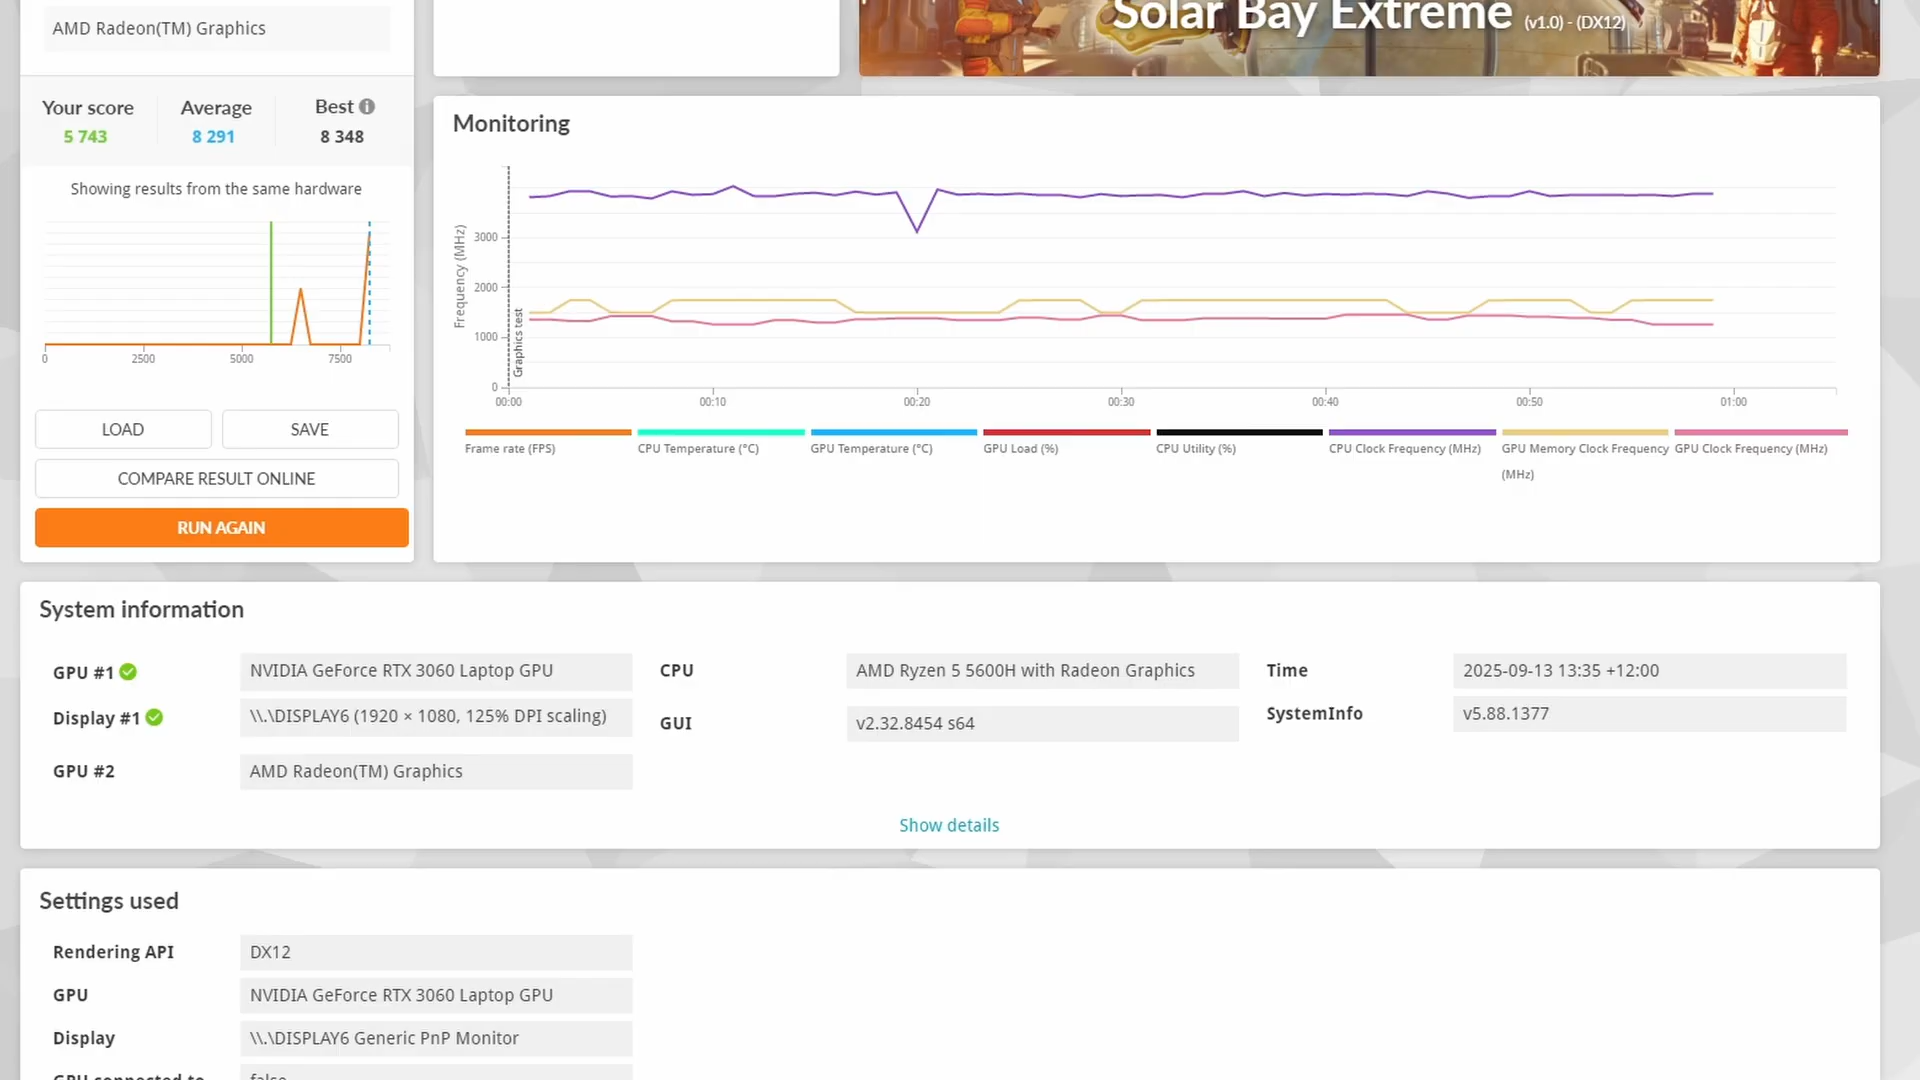 AMD Radeon(TM) Graphics
Solar Bay Extreme (v1.0) - (DX12)
Your score
Average
Best
5 743
8 291
8 348
Showing results from the same hardware
0
2500
5000
7500
LOAD
SAVE
COMPARE RESULT ONLINE
RUN AGAIN
Monitoring
Frequency (MHz)
3000
2000
1000
0
Graphics test
00:00
00:10
00:20
00:30
00:40
00:50
01:00
Frame rate (FPS)
CPU Temperature (°C)
GPU Temperature (°C)
GPU Load (%)
CPU Utility (%)
CPU Clock Frequency (MHz)
GPU Memory Clock Frequency
(MHz)
GPU Clock Frequency (MHz)
System information
GPU #1
NVIDIA GeForce RTX 3060 Laptop GPU
Display #1
\\.\DISPLAY6 (1920 × 1080, 125% DPI scaling)
GPU #2
AMD Radeon(TM) Graphics
CPU
AMD Ryzen 5 5600H with Radeon Graphics
GUI
v2.32.8454 s64
Time
2025-09-13 13:35 +12:00
SystemInfo
v5.88.1377
Show details
Settings used
Rendering API
DX12
GPU
NVIDIA GeForce RTX 3060 Laptop GPU
Display
\\.\DISPLAY6 Generic PnP Monitor
GPU connected to
false